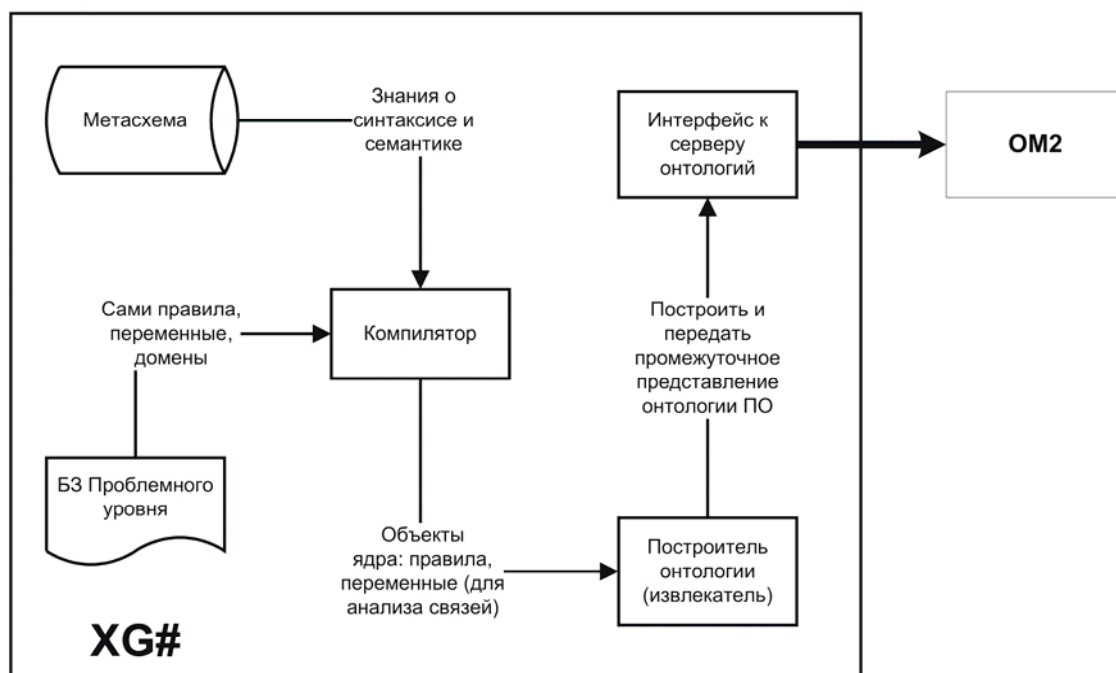 Метасхема
Знания о
синтаксисе и
семантике
Интерфейс к
серверу
онтологий
ОМ2
Сами правила,
переменные,
домены
Компилятор
Построить и
передать
промежуточное
представление
онтологии ПО
БЗ Проблемного
уровня
Объекты
ядра: правила,
переменные (для
анализа связей)
Построитель
онтологии
(извлекатель)
XG#